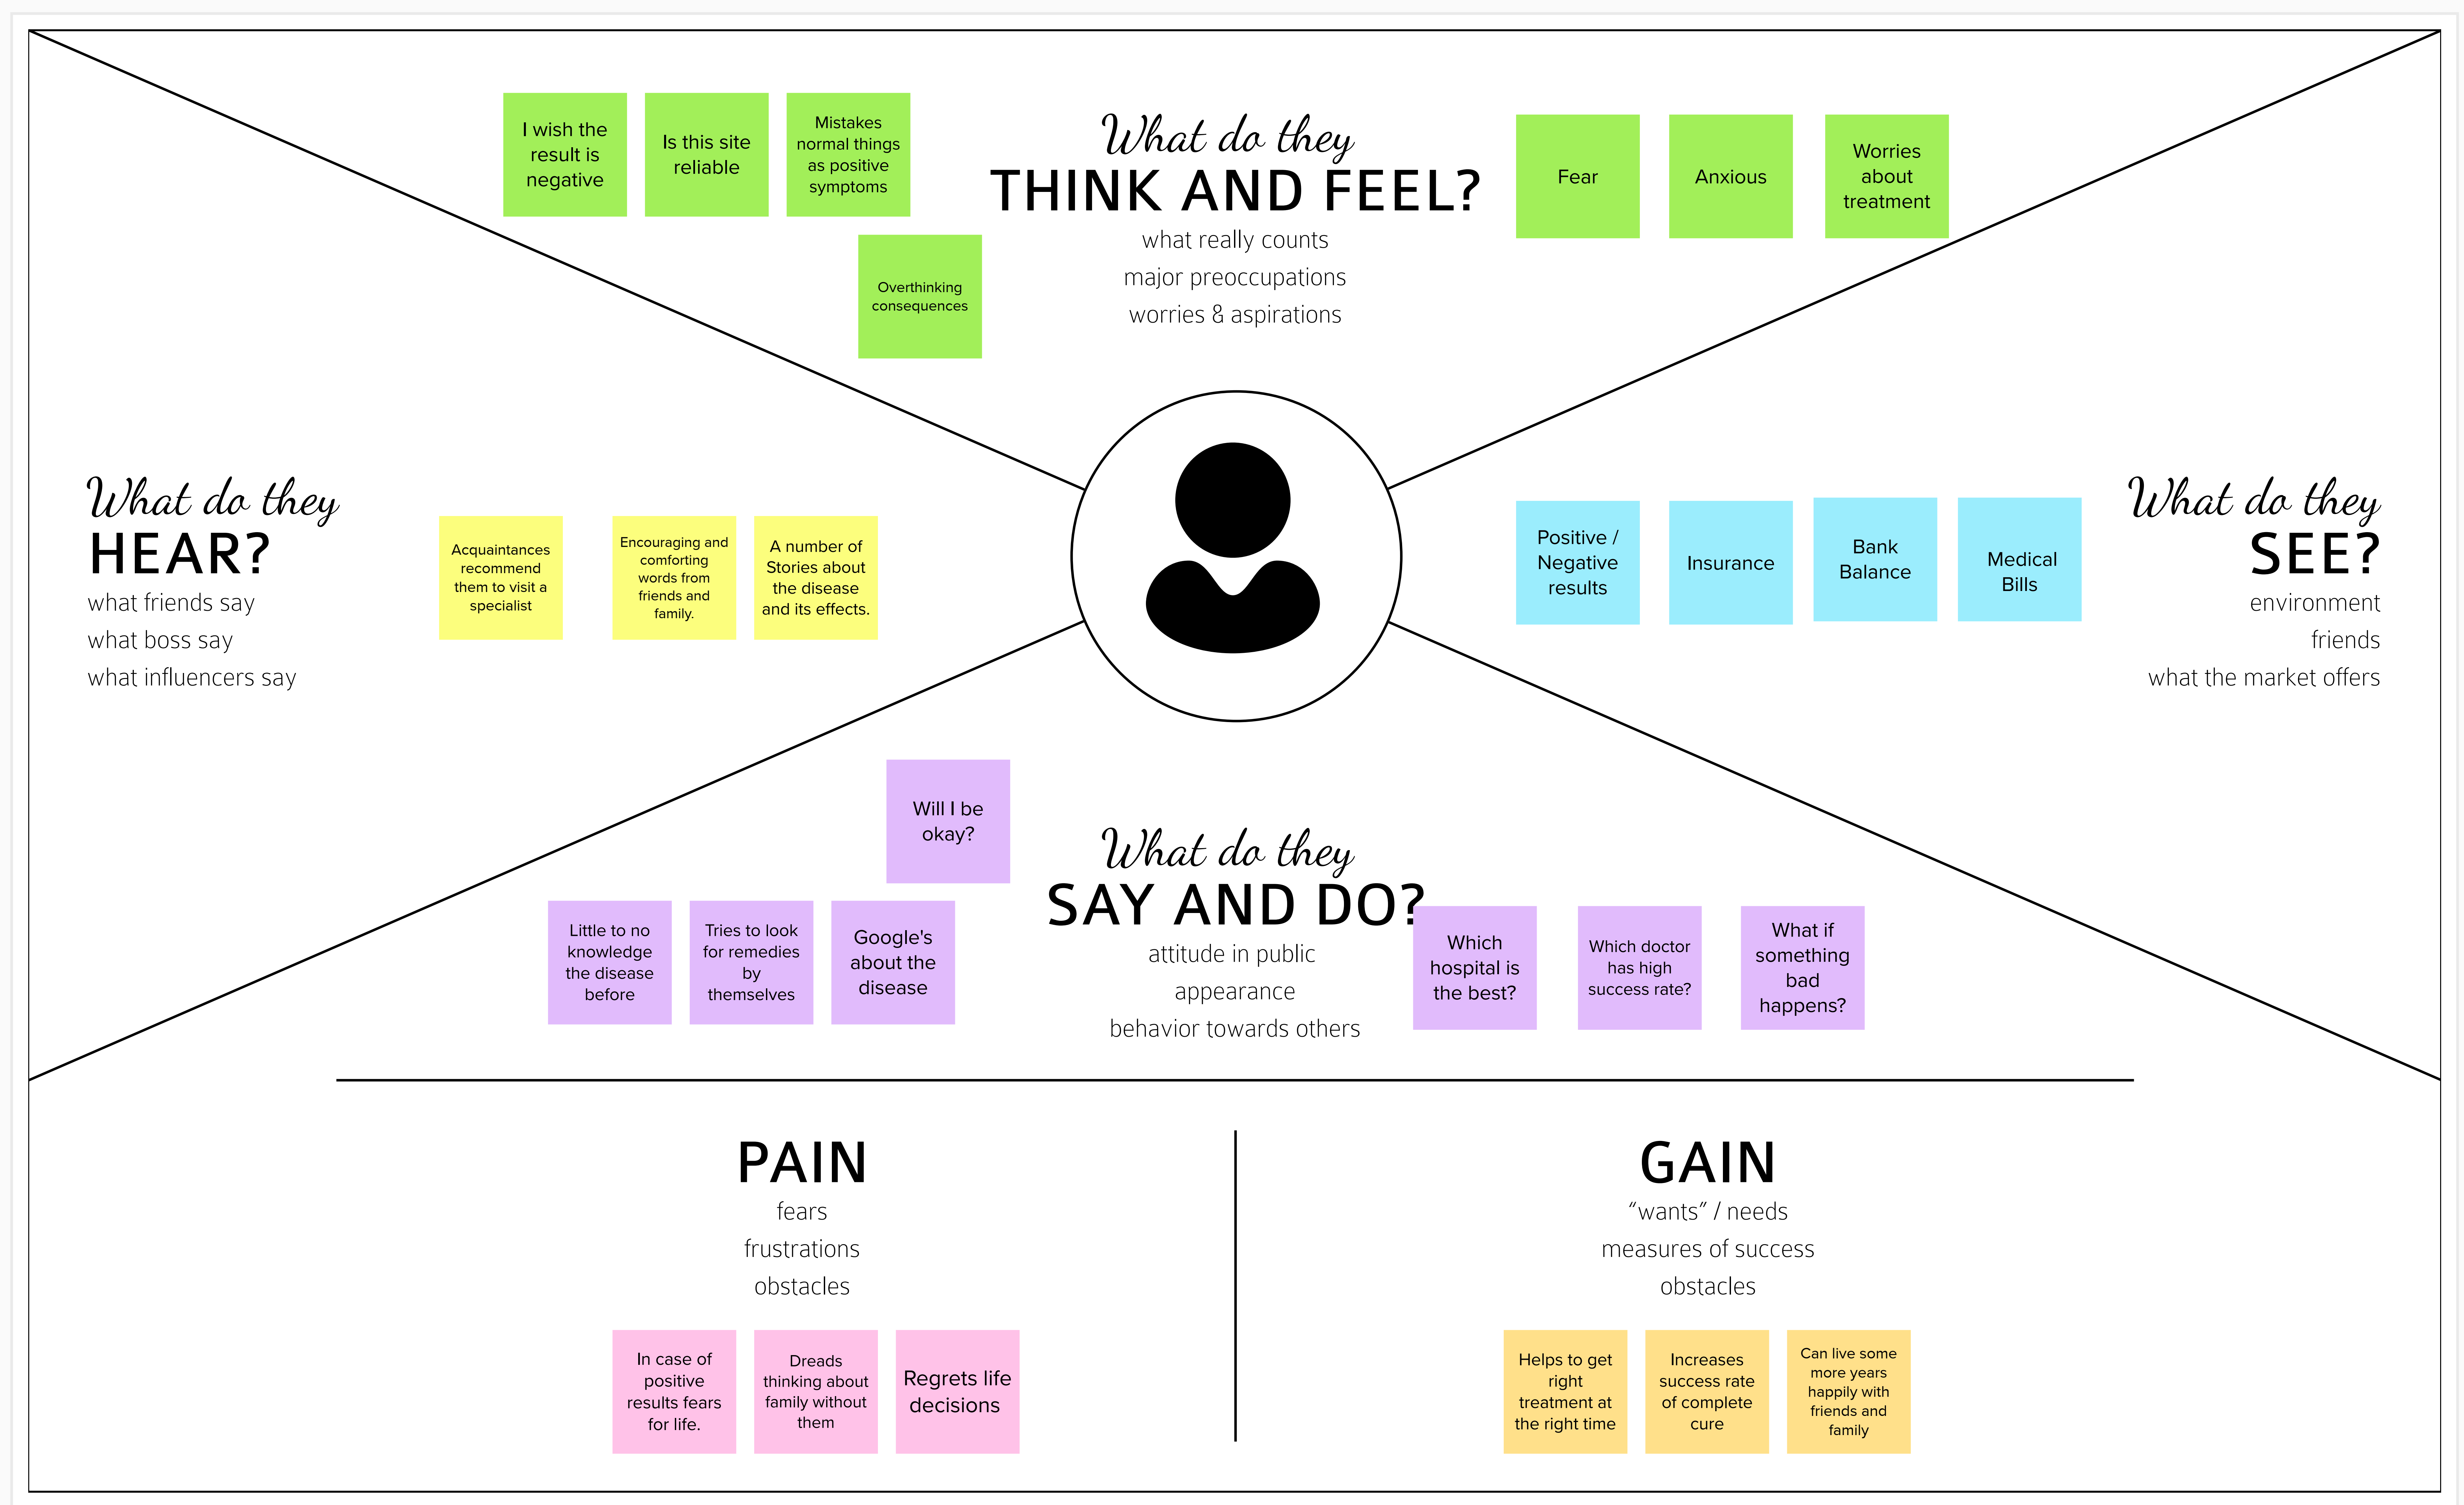 I wish the
result is
negative
Is this site
reliable
Mistakes
normal things
as positive
symptoms
Overthinking
consequences
What do they
THINK AND FEEL?
what really counts
major preoccupations
worries & aspirations
Fear
Anxious
Worries
about
treatment
What do they
HEAR?
what friends say
what boss say
what influencers say
Acquaintances
recommend
them to visit a
specialist
Encouraging and
comforting
words from
friends and
family.
A number of
Stories about
the disease
and its effects.
Positive /
Negative
results
Insurance
Bank
Balance
Medical
Bills
What do they
SEE?
environment
friends
what the market offers
Will I be
okay?
Little to no
knowledge
the disease
before
Tries to look
for remedies
by
themselves
Google's
about the
disease
What do they
SAY AND DO?
attitude in public
appearance
behavior towards others
Which
hospital is
the best?
Which doctor
has high
success rate?
What if
something
bad
happens?
PAIN
fears
frustrations
obstacles
In case of
positive
results fears
for life.
Dreads
thinking about
family without
them
Regrets life
decisions
GAIN
“wants” / needs
measures of success
obstacles
Helps to get
right
treatment at
the right time
Increases
success rate
of complete
cure
Can live some
more years
happily with
friends and
family